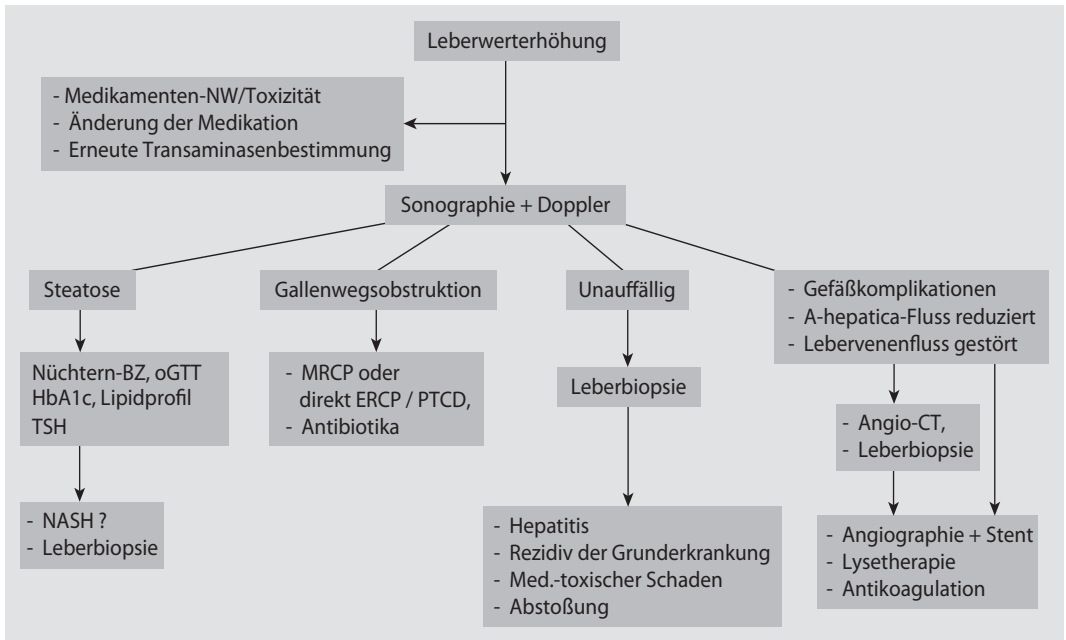 Leberwerterhöhung
- Medikamenten-NW/Toxizität
- Änderung der Medikation
- Erneute Transaminasenbestimmung
Sonographie + Doppler
Steatose
Nüchtern-BZ, oGTT
HbA1c, Lipidprofil
TSH
- NASH ?
- Leberbiopsie
Gallenwegsobstruktion
- MRCP oder
direkt ERCP / PTCD,
- Antibiotika
Unauffällig
Leberbiopsie
- Hepatitis
- Rezidiv der Grunderkrankung
- Med.-toxischer Schaden
- Abstoßung
- Gefäßkomplikationen
- A-hepatica-Fluss reduziert
- Lebervenenfluss gestört
- Angio-CT,
- Leberbiopsie
- Angiographie + Stent
- Lysetherapie
- Antikoagulation